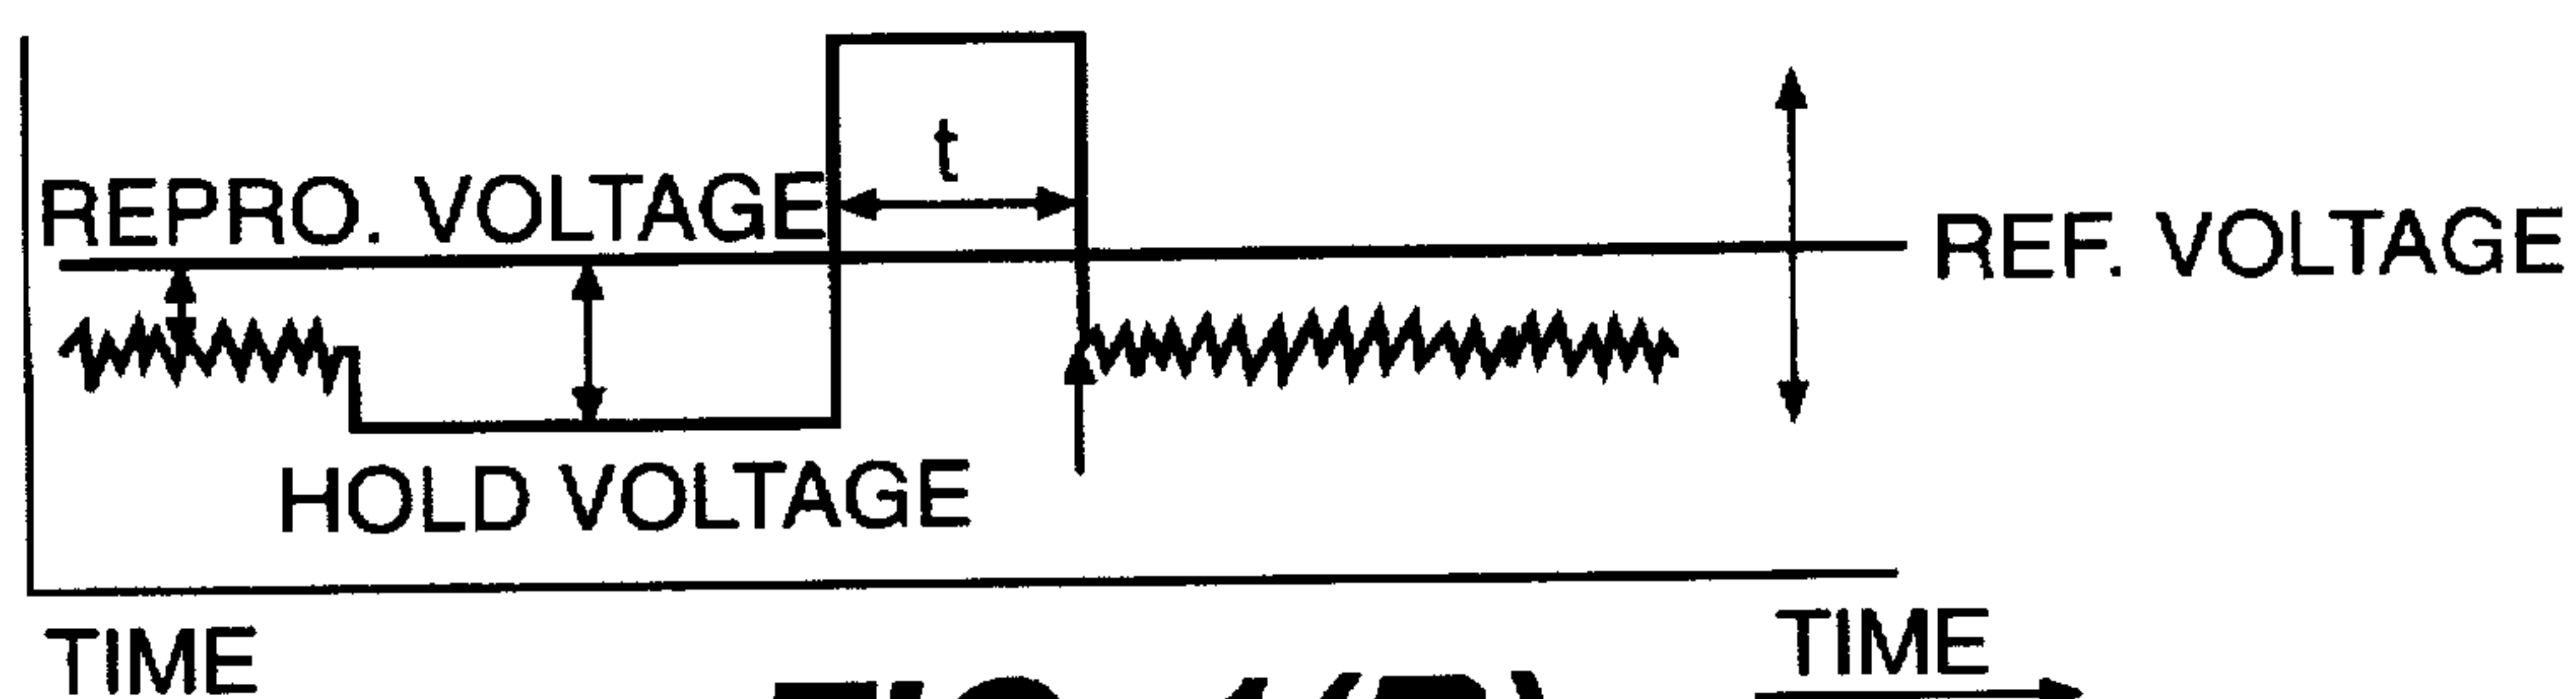 t
REPRO. VOLTAGE
REF. VOLTAGE
HOLD VOLTAGE
TIME
TIME